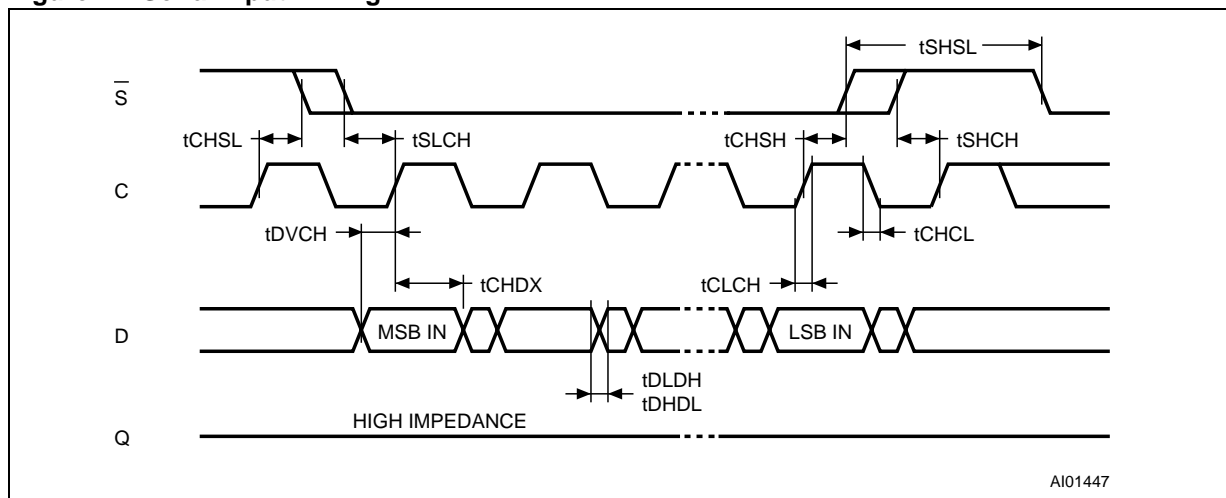 tSHSL
S
tCHSL
tSLCH
tCHSH
tSHCH
C
tDVCH
tCHCL
tCHDX
tCLCH
D
MSB IN
LSB IN
tDLDH
tDHDL
HIGH IMPEDANCE
Q
AI01447